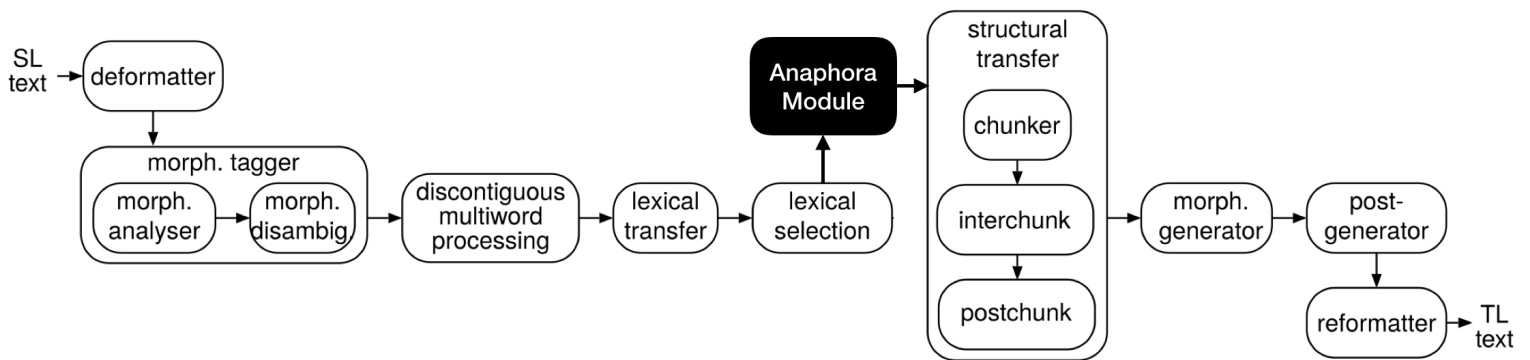 SL
text
deformatter
morph. tagger
morph.
analyser
morph.
disambig
discontiguous
multiword
processing
lexical
transfer
lexical
selection
Anaphora
Module
structural
transfer
chunker
interchunk
postchunk
morph.
generator
post-
generator
reformatter
TL
text